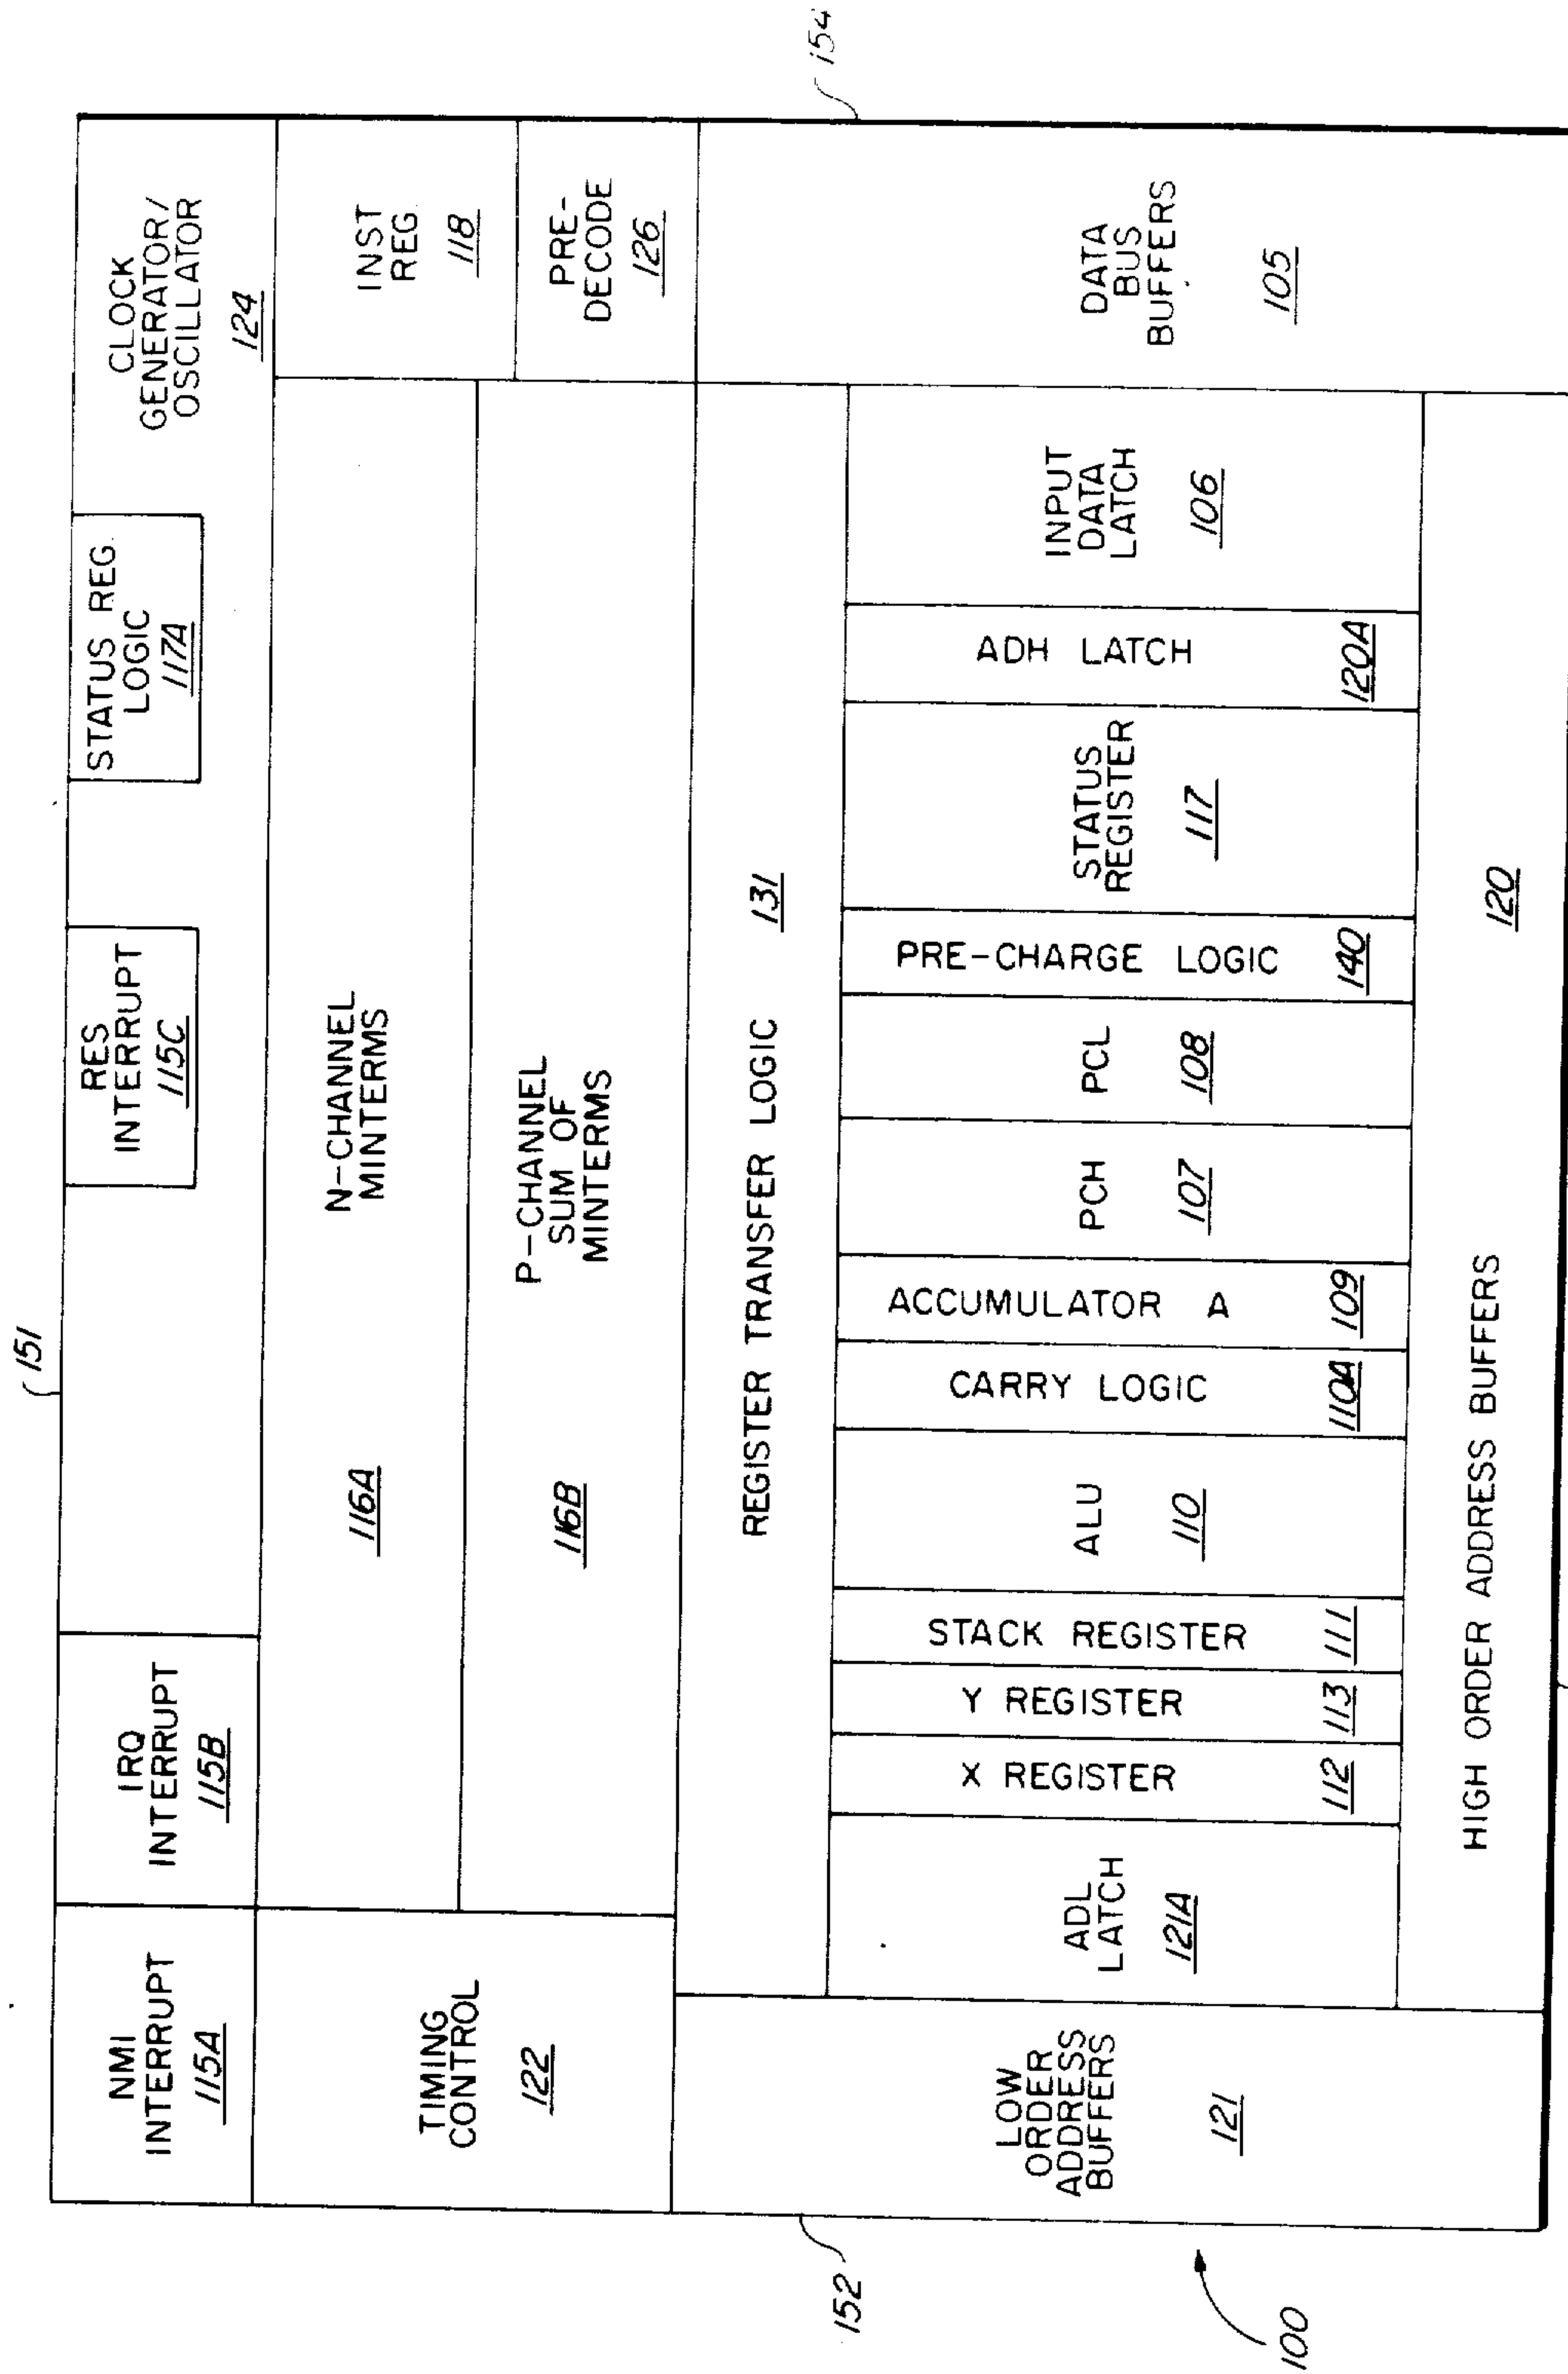 151
NMI
INTERRUPT
115A
IRQ
INTERRUPT
115B
RES
INTERRUPT
115C
STATUS REG.
LOGIC
117A
CLOCK
GENERATOR/
OSCILLATOR
124
TIMING
CONTROL
122
116A
N-CHANNEL
MINTERMS
116B
P-CHANNEL
SUM OF
MINTERMS
INST
REG.
118
PRE-
DECODE
126
152
154
REGISTER TRANSFER LOGIC 131
LOW
ORDER
ADDRESS
BUFFERS
121
ADL
LATCH
121A
X REGISTER
112
Y REGISTER
113
STACK REGISTER
111
ALU
110
CARRY LOGIC
110A
ACCUMULATOR A
109
PCH
107
PCL
108
PRE-CHARGE LOGIC
140
STATUS
REGISTER
117
ADH LATCH
120A
INPUT
DATA
LATCH
106
DATA
BUS
BUFFERS
105
HIGH ORDER ADDRESS BUFFERS 120
100